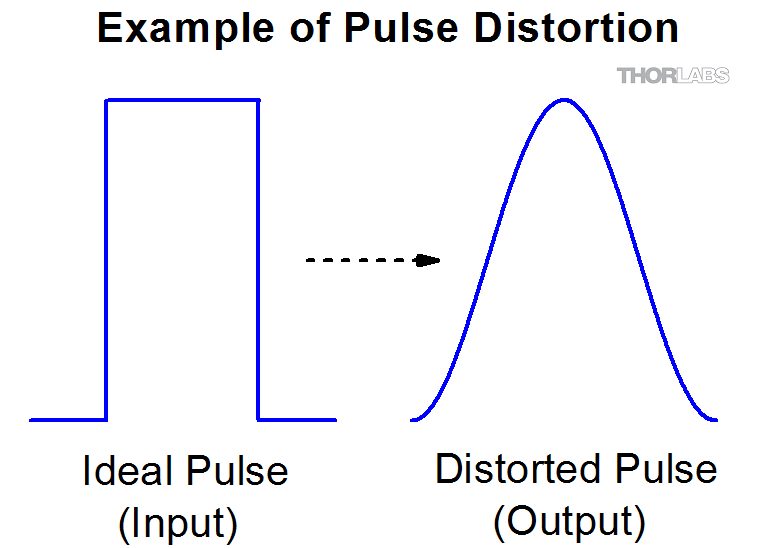 Example of Pulse Distortion
THORLABS
Ideal Pulse
(Input)
Distorted Pulse
(Output)